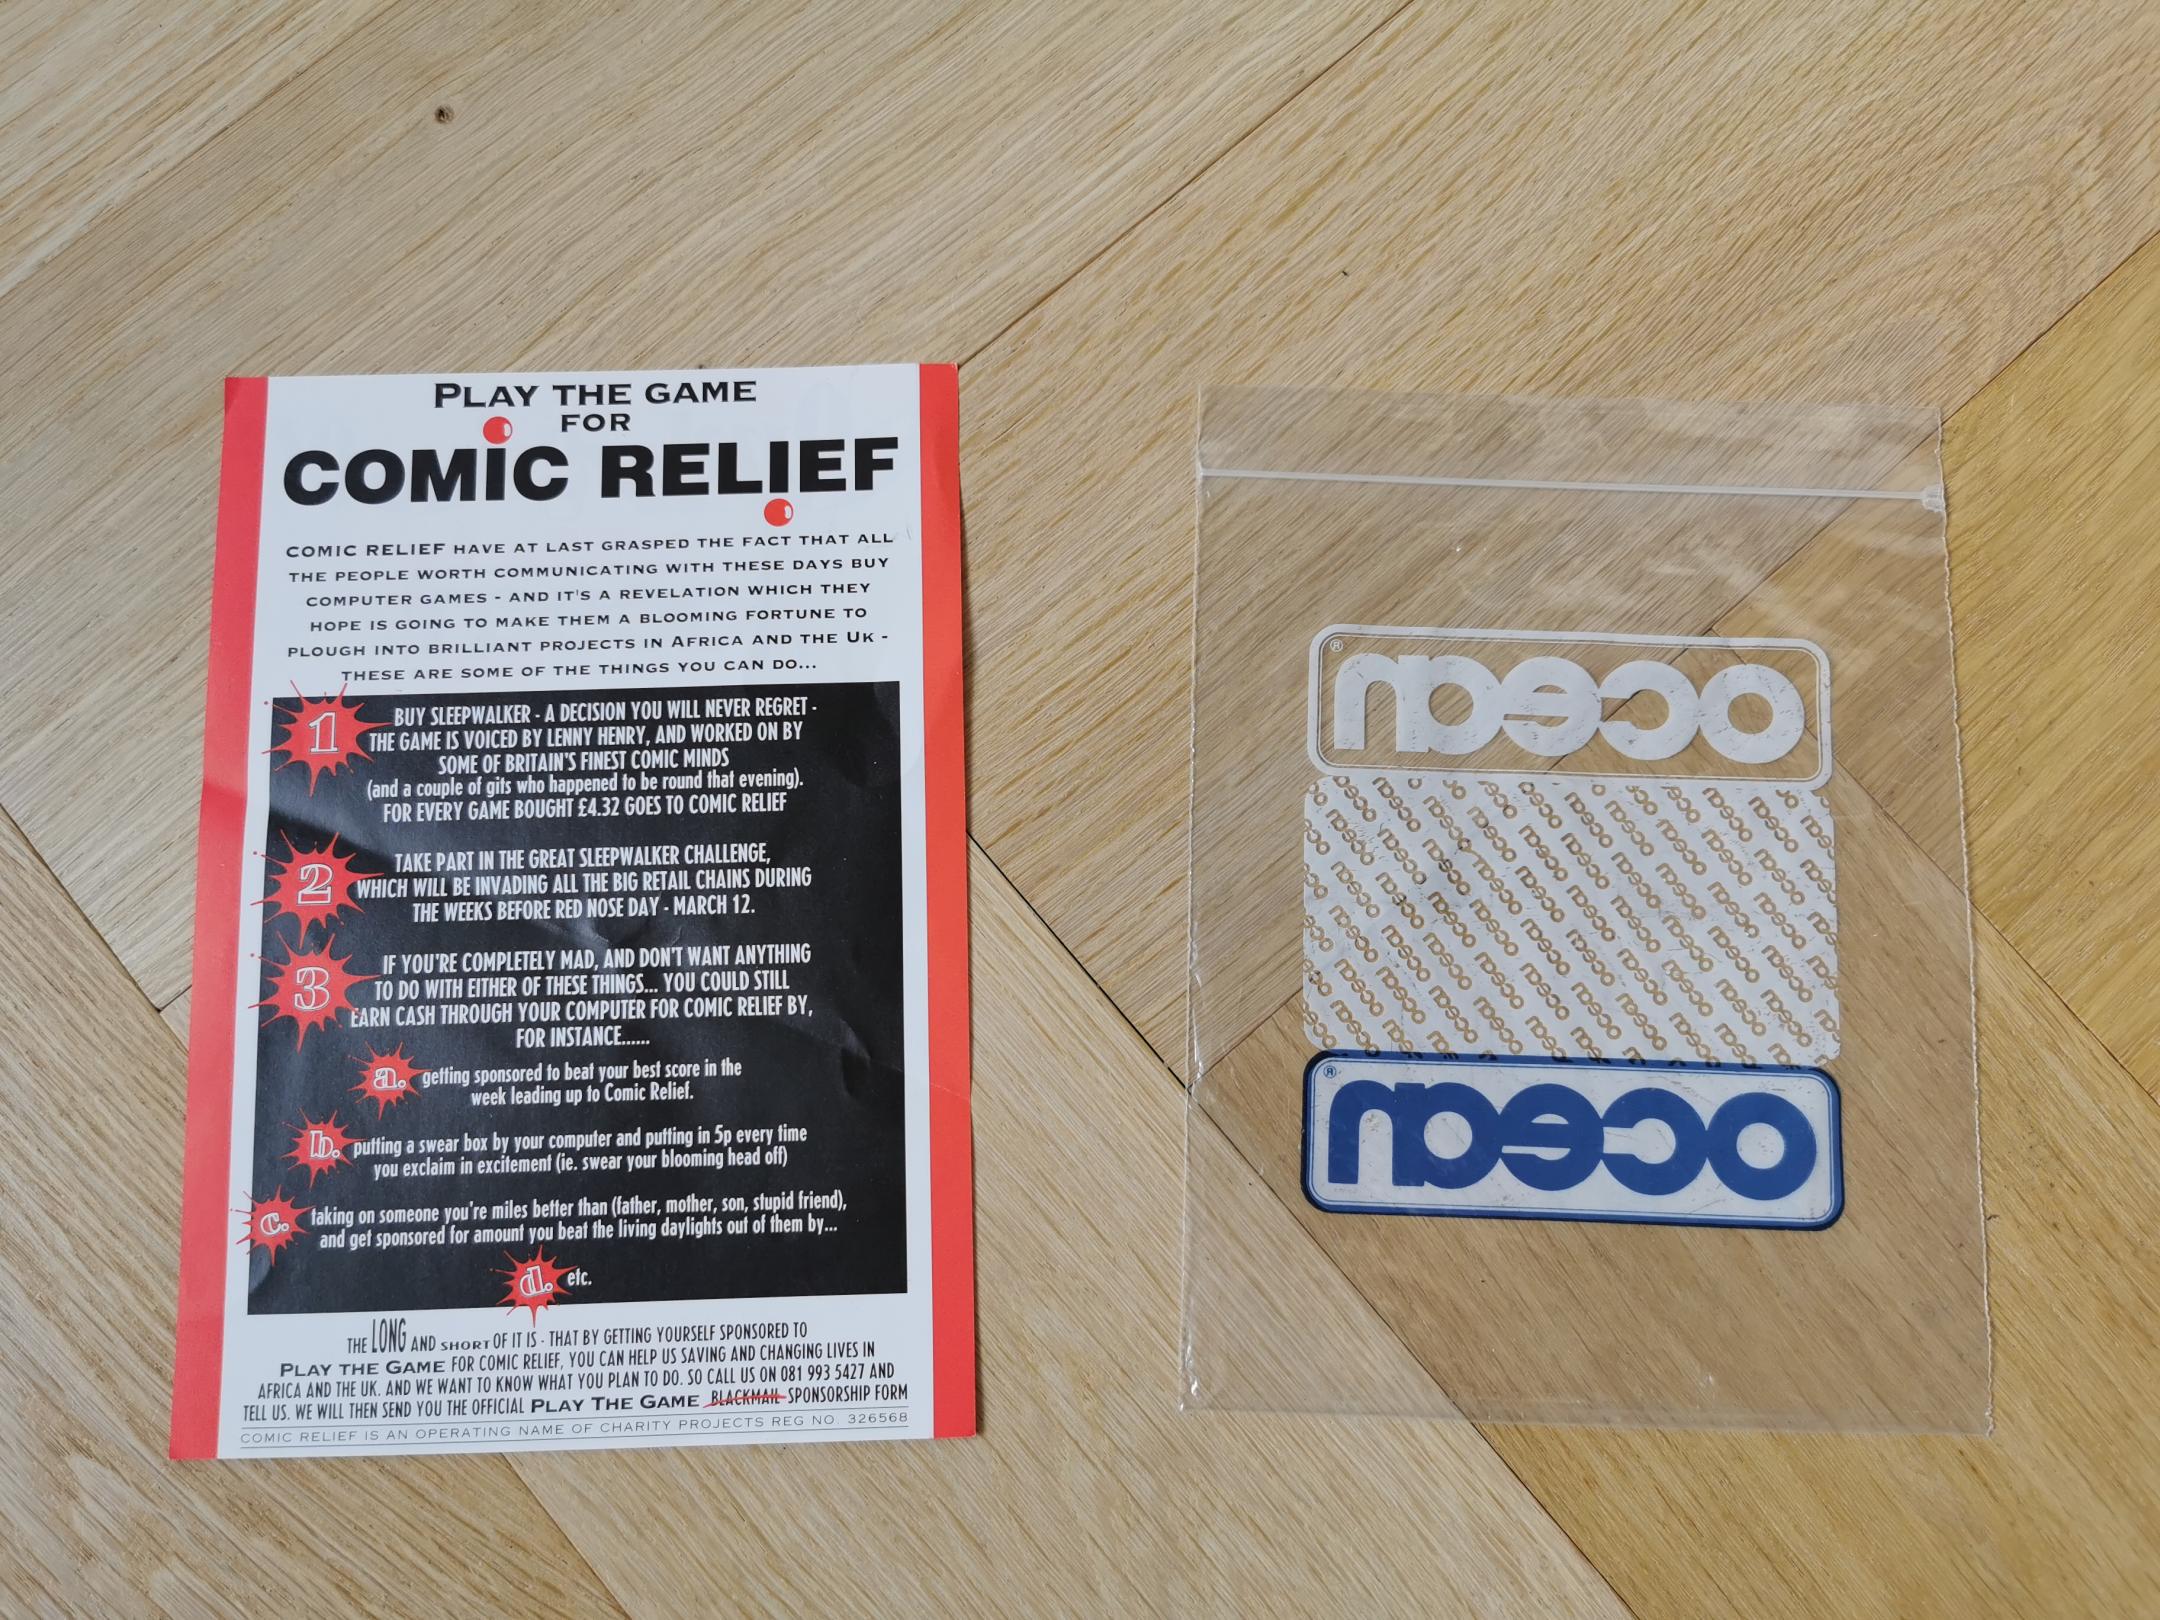 PLAY THE GAME
FOR
COMIC RELIEF
COMIC RELIEF HAVE AT LAST GRASPED THE FACT THAT ALL
THE PEOPLE WORTH COMMUNICATING WITH THESE DAYS BUY
COMPUTER GAMES - AND IT'S A REVELATION WHICH THEY
HOPE IS GOING TO MAKE THEM A BLOOMING FORTUNE TO
PLOUGH INTO BRILLIANT PROJECTS IN AFRICA AND THE UK -
THESE ARE SOME OF THE THINGS YOU CAN DO...
1 BUY SLEEPWALKER - A DECISION YOU WILL NEVER REGRET -
THE GAME IS VOICED BY LENNY HENRY, AND WORKED ON BY
SOME OF BRITAIN'S FINEST COMIC MINDS
(and a couple of gits who happened to be round that evening).
FOR EVERY GAME BOUGHT £4.32 GOES TO COMIC RELIEF
2 TAKE PART IN THE GREAT SLEEPWALKER CHALLENGE,
WHICH WILL BE INVADING ALL THE BIG RETAIL CHAINS DURING
THE WEEKS BEFORE RED NOSE DAY - MARCH 12.
3 IF YOU'RE COMPLETELY MAD, AND DON'T WANT ANYTHING
TO DO WITH EITHER OF THESE THINGS... YOU COULD STILL
EARN CASH THROUGH YOUR COMPUTER FOR COMIC RELIEF BY,
FOR INSTANCE......
a. getting sponsored to beat your best score in the
week leading up to Comic Relief.
b. putting a swear box by your computer and putting in 5p every time
you exclaim in excitement (ie. swear your blooming head off)
c. taking on someone you're miles better than (father, mother, son, stupid friend),
and get sponsored for amount you beat the living daylights out of them by...
d. etc.
THE LONG AND SHORT OF IT IS - THAT BY GETTING YOURSELF SPONSORED TO
PLAY THE GAME FOR COMIC RELIEF, YOU CAN HELP US SAVING AND CHANGING LIVES IN
AFRICA AND THE UK. AND WE WANT TO KNOW WHAT YOU PLAN TO DO. SO CALL US ON 081 993 5427 AND
TELL US. WE WILL THEN SEND YOU THE OFFICIAL PLAY THE GAME BLACKMAIL SPONSORSHIP FORM
COMIC RELIEF IS AN OPERATING NAME OF CHARITY PROJECTS REG NO. 326568
ocean ®
ocean ®